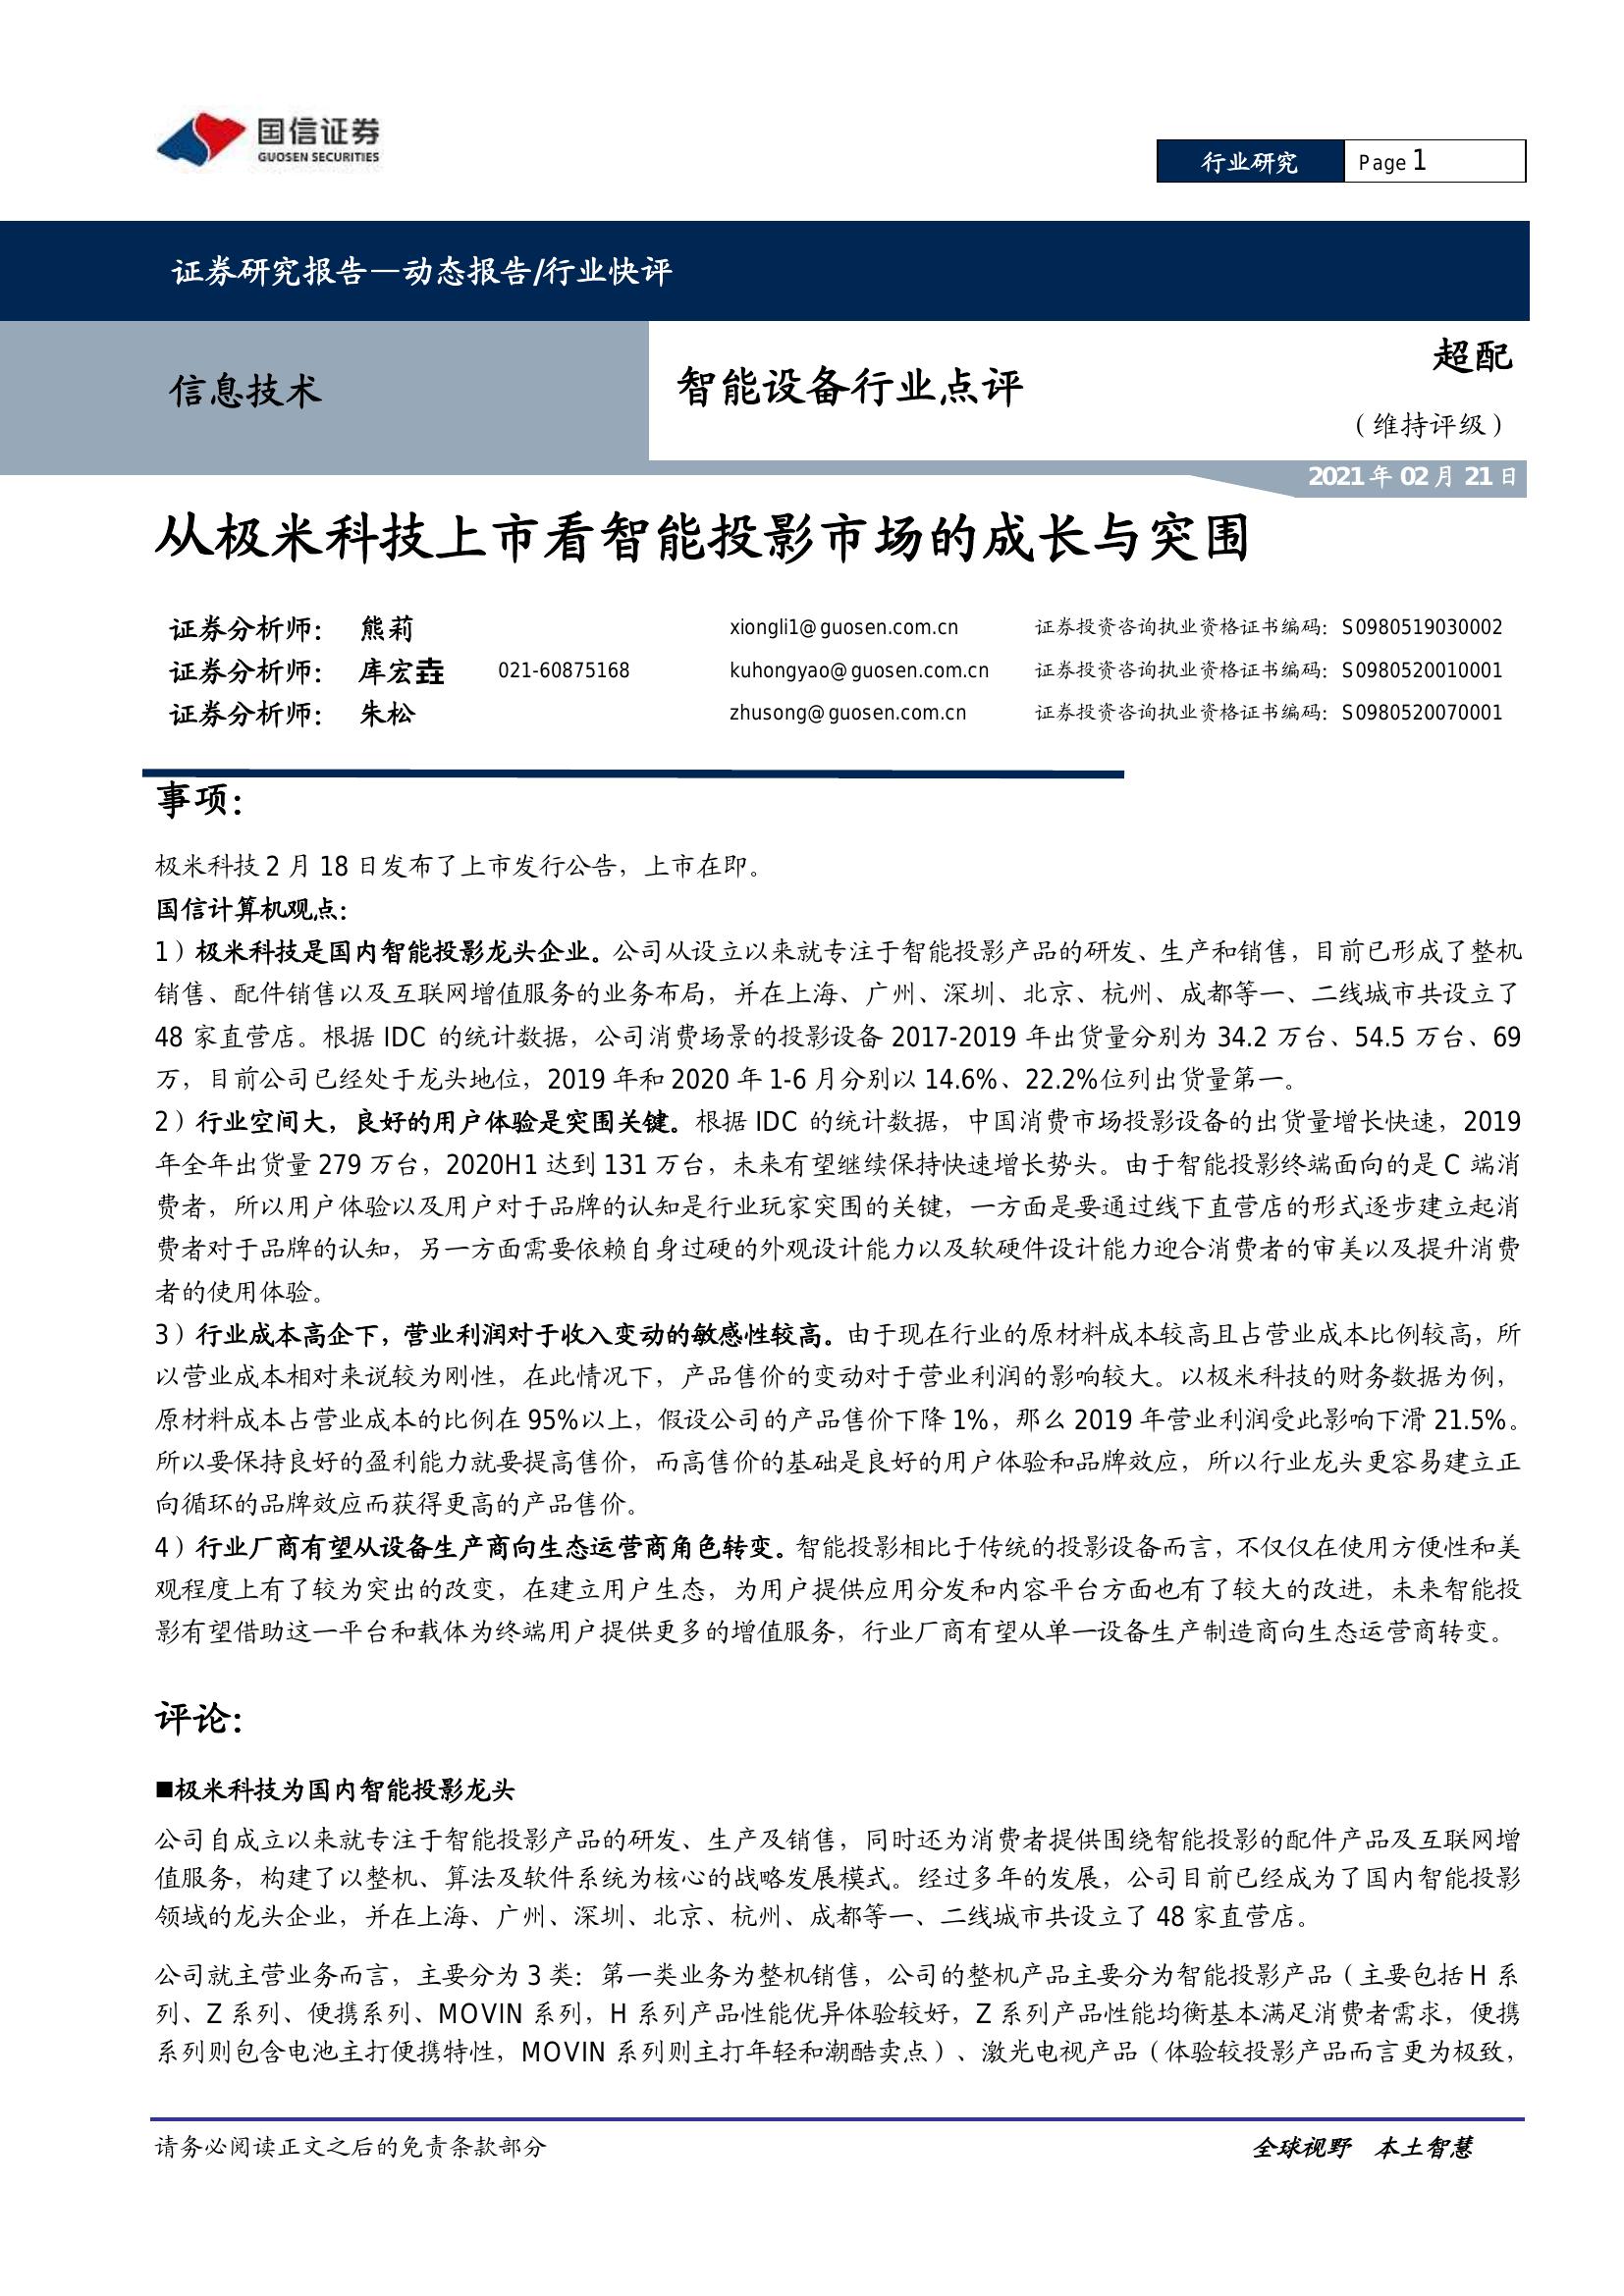 国信证券
GUOSEN SECURITIES
行业研究
Page 1
证券研究报告—动态报告/行业快评
信息技术
智能设备行业点评
超配
（维持评级）
2021 年 02 月 21 日
从极米科技上市看智能投影市场的成长与突围
证券分析师： 熊莉 xiongli1@guosen.com.cn 证券投资咨询执业资格证书编码：S0980519030002
证券分析师： 库宏垚 021-60875168 kuhongyao@guosen.com.cn 证券投资咨询执业资格证书编码：S0980520010001
证券分析师： 朱松 zhusong@guosen.com.cn 证券投资咨询执业资格证书编码：S0980520070001
事项：
极米科技 2 月 18 日发布了上市发行公告，上市在即。
国信计算机观点：
1）极米科技是国内智能投影龙头企业。公司从设立以来就专注于智能投影产品的研发、生产和销售，目前已形成了整机
销售、配件销售以及互联网增值服务的业务布局，并在上海、广州、深圳、北京、杭州、成都等一、二线城市共设立了
48 家直营店。根据 IDC 的统计数据，公司消费场景的投影设备 2017-2019 年出货量分别为 34.2 万台、54.5 万台、69
万，目前公司已经处于龙头地位，2019 年和 2020 年 1-6 月分别以 14.6%、22.2%位列出货量第一。
2）行业空间大，良好的用户体验是突围关键。根据 IDC 的统计数据，中国消费市场投影设备的出货量增长快速，2019
年全年出货量 279 万台，2020H1 达到 131 万台，未来有望继续保持快速增长势头。由于智能投影终端面向的是 C 端消
费者，所以用户体验以及用户对于品牌的认知是行业玩家突围的关键，一方面是要通过线下直营店的形式逐步建立起消
费者对于品牌的认知，另一方面需要依赖自身过硬的外观设计能力以及软硬件设计能力迎合消费者的审美以及提升消费
者的使用体验。
3）行业成本高企下，营业利润对于收入变动的敏感性较高。由于现在行业的原材料成本较高且占营业成本比例较高，所
以营业成本相对来说较为刚性，在此情况下，产品售价的变动对于营业利润的影响较大。以极米科技的财务数据为例，
原材料成本占营业成本的比例在 95%以上，假设公司的产品售价下降 1%，那么 2019 年营业利润受此影响下滑 21.5%。
所以要保持良好的盈利能力就要提高售价，而高售价的基础是良好的用户体验和品牌效应，所以行业龙头更容易建立正
向循环的品牌效应而获得更高的产品售价。
4）行业厂商有望从设备生产商向生态运营商角色转变。智能投影相比于传统的投影设备而言，不仅仅在使用方便性和美
观程度上有了较为突出的改变，在建立用户生态，为用户提供应用分发和内容平台方面也有了较大的改进，未来智能投
影有望借助这一平台和载体为终端用户提供更多的增值服务，行业厂商有望从单一设备生产制造商向生态运营商转变。
评论：
■极米科技为国内智能投影龙头
公司自成立以来就专注于智能投影产品的研发、生产及销售，同时还为消费者提供围绕智能投影的配件产品及互联网增
值服务，构建了以整机、算法及软件系统为核心的战略发展模式。经过多年的发展，公司目前已经成为了国内智能投影
领域的龙头企业，并在上海、广州、深圳、北京、杭州、成都等一、二线城市共设立了 48 家直营店。
公司就主营业务而言，主要分为 3 类：第一类业务为整机销售，公司的整机产品主要分为智能投影产品（主要包括 H 系
列、Z 系列、便携系列、MOVIN 系列，H 系列产品性能优异体验较好，Z 系列产品性能均衡基本满足消费者需求，便携
系列则包含电池主打便携特性，MOVIN 系列则主打年轻和潮酷卖点）、激光电视产品（体验较投影产品而言更为极致，
请务必阅读正文之后的免责条款部分
全球视野 本土智慧